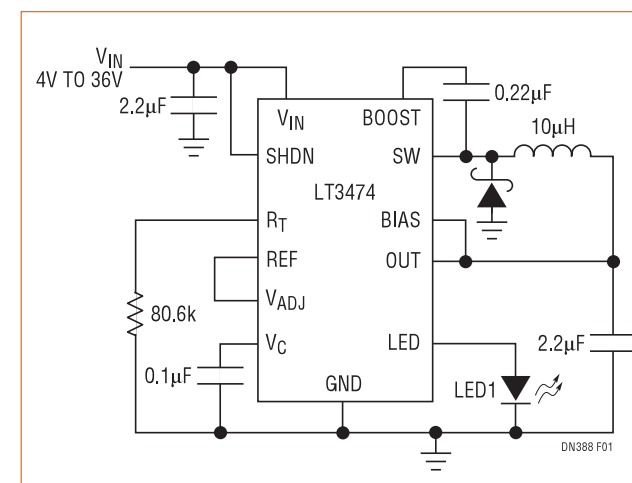 VIN
4V TO 36V
2.2µF
VIN
BOOST
0.22µF
SHDN
SW
10µH
LT3474
RT
BIAS
REF
OUT
VADJ
80.6k
VC
LED
2.2µF
0.1µF
GND
LED1
DN388 F01